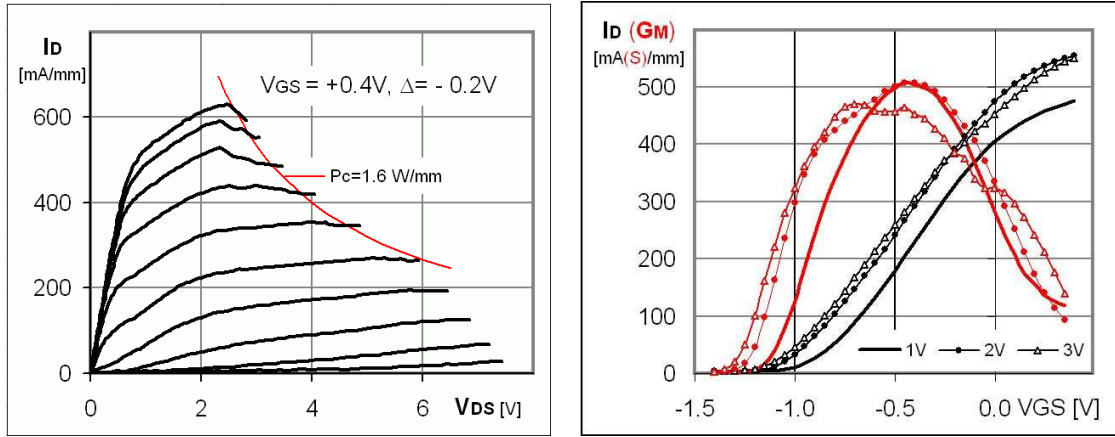 ID
[mA/mm]
VGS = +0.4V, Δ= - 0.2V
600
Pc=1.6 W/mm
400
200
0
0 2 4 6 VDS [V]
ID (GM)
[mA(S)/mm]
500
400
300
200
100
0
1V 2V 3V
-1.5 -1.0 -0.5 0.0 VGS [V]